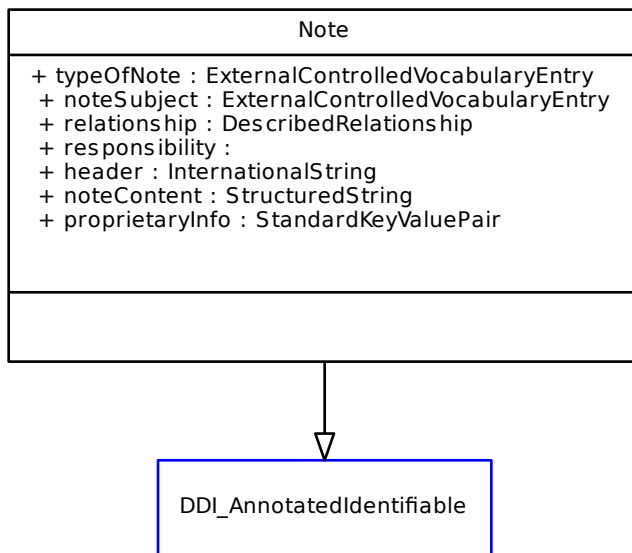 Note
+ typeOfNote : ExternalControlledVocabularyEntry
+ noteSubject : ExternalControlledVocabularyEntry
+ relationship : DescribedRelationship
+ responsibility :
+ header : InternationalString
+ noteContent : StructuredString
+ proprietaryInfo : StandardKeyValuePair
DDI_AnnotatedIdentifiable